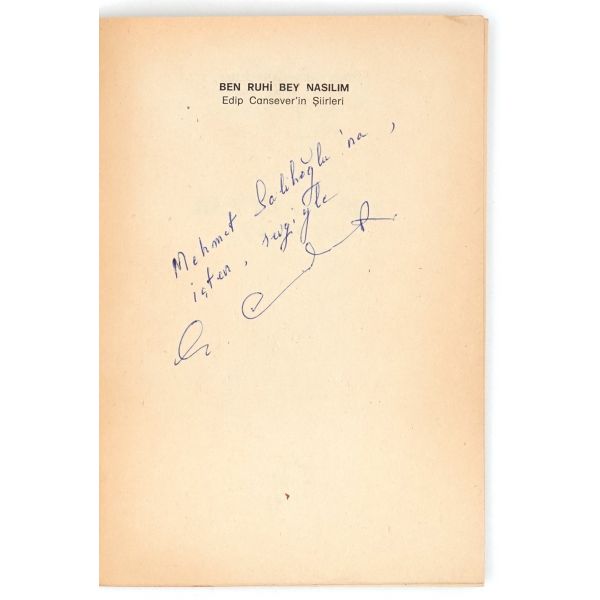 BEN RUHİ BEY NASILIM
Edip Cansever'in Şiirleri
Mehmet Salihoğlu'na,
içten, sevgiyle